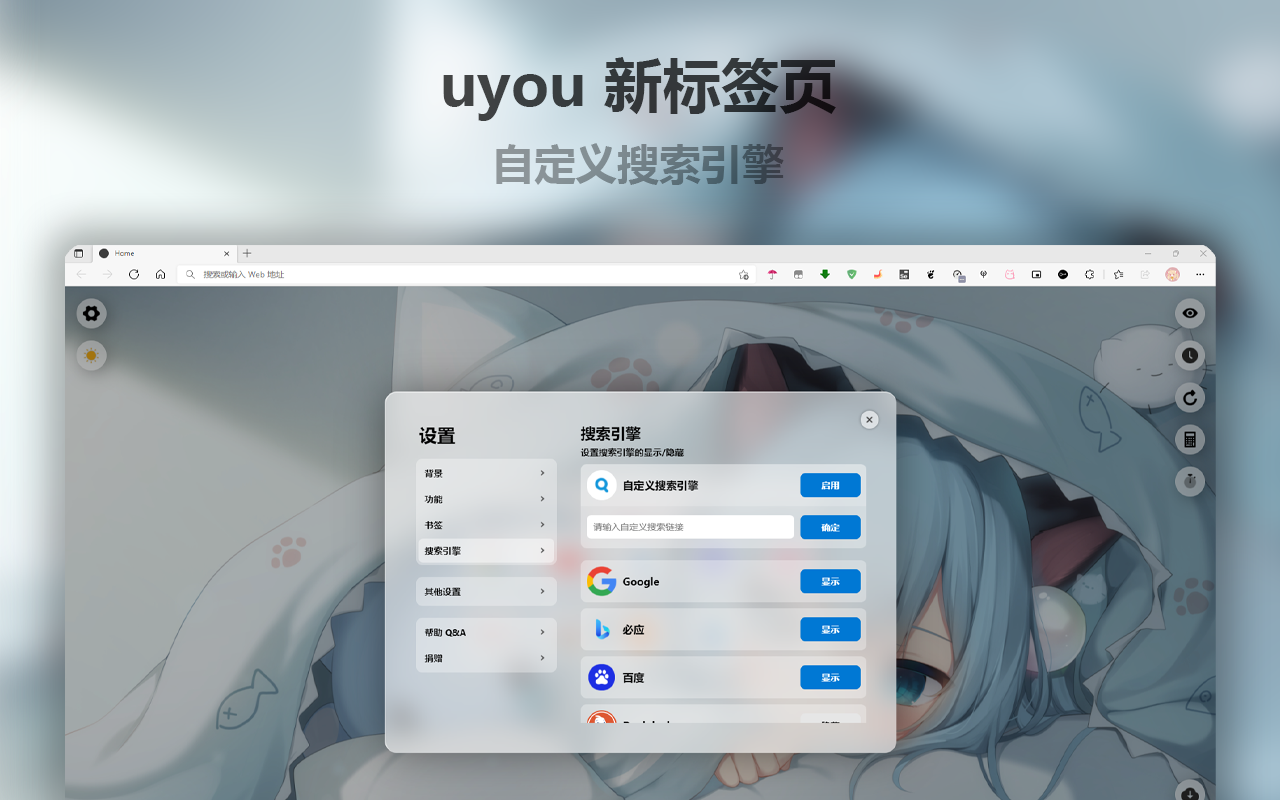 uyou 新标签页
自定义搜索引擎
Home
搜索或输入 Web 地址
设置
背景
功能
书签
搜索引擎
其他设置
帮助 Q&A
捐赠
搜索引擎
设置搜索引擎的显示/隐藏
自定义搜索引擎
启用
请输入自定义搜索链接
确定
Google
显示
必应
显示
百度
显示